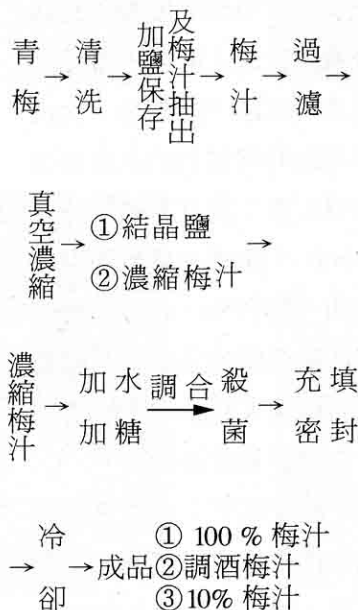 青梅 → 清洗 → 加鹽保存及梅汁抽出 → 梅汁 → 過濾 →
真空濃縮 → ①結晶鹽 ②濃縮梅汁 →
濃縮梅汁 → 加水加糖 調合→ 殺菌 → 充填密封
→ 冷卻 → 成品 ① 100 % 梅汁
②調酒梅汁
③10% 梅汁